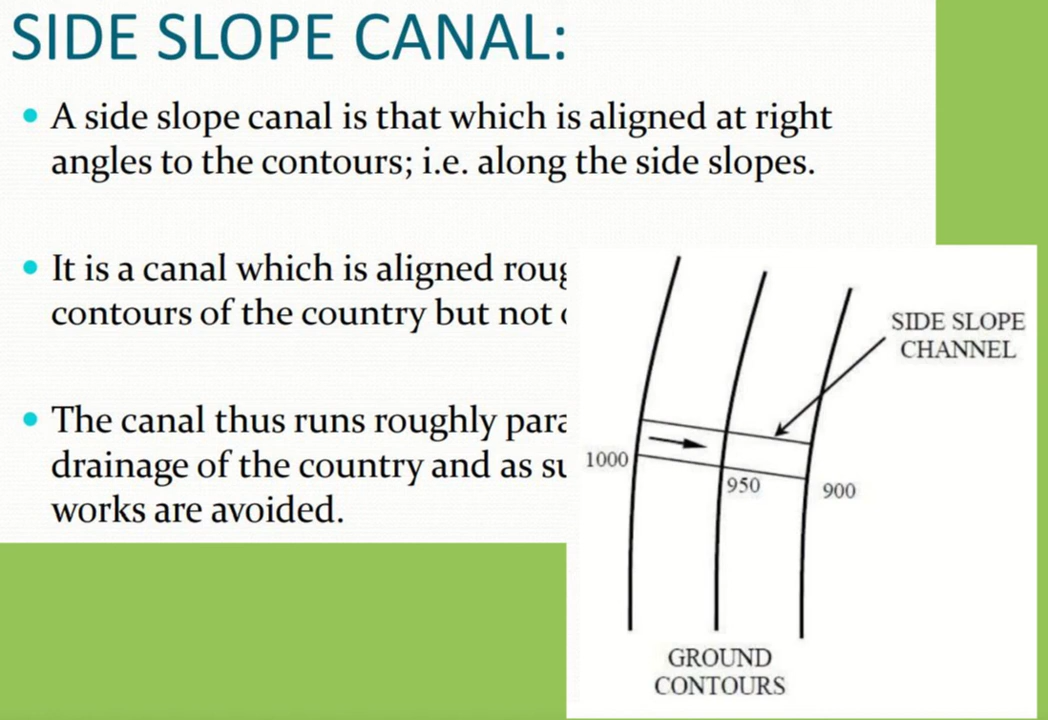 SIDE SLOPE CANAL:
• A side slope canal is that which is aligned at right
angles to the contours; i.e. along the side slopes.
• It is a canal which is aligned
contours of the country but not
• The canal thus runs roughly
drainage of the country and as
works are avoided.
SIDE SLOPE
CHANNEL
1000
950
900
GROUND
CONTOURS